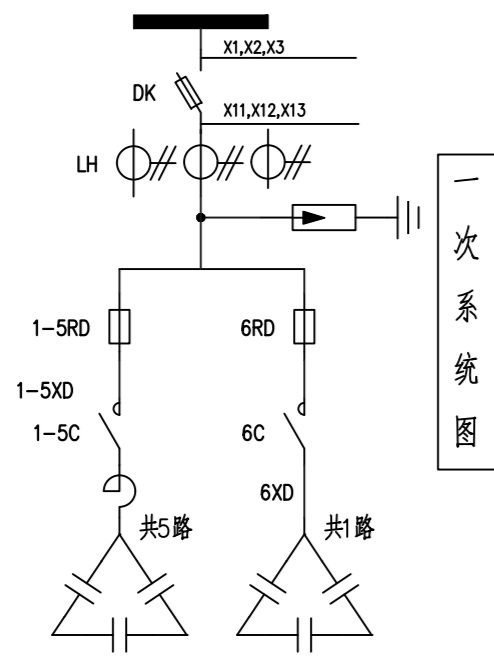 X1,X2,X3
DK
X11,X12,X13
LH
1-5RD
6RD
1-5XD
1-5C
6C
6XD
共5路
共1路
一次系统图